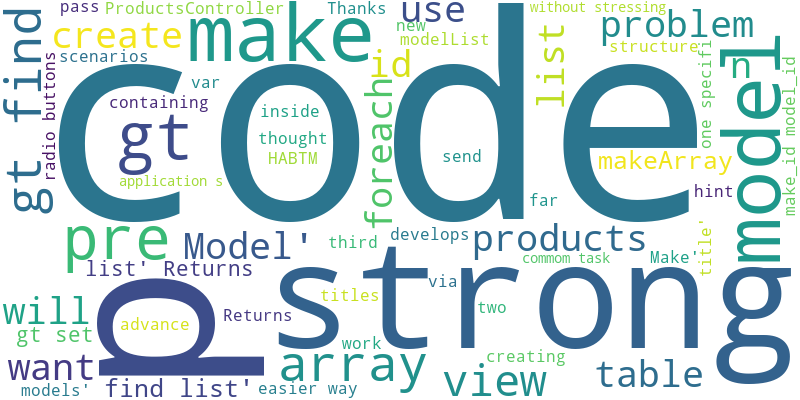 pass
ProductsController
Thanks
use
without stressing
gt find
create
make
new
problem
scenarios
modelList
structure
radio buttons
var
id
list
n
containing
code
inside
gt
thought
HABTM
foreach
send
makeArray
one specifi
model
make_id model_id
application s
far
hint
pre
Model'
third
develops
products
title'
list' Returns
commom task
Make'
strong
p
via
titles
will
advance
Returns
two
gt set
work
want
array
creating
view
table
models'
find list'
easier way